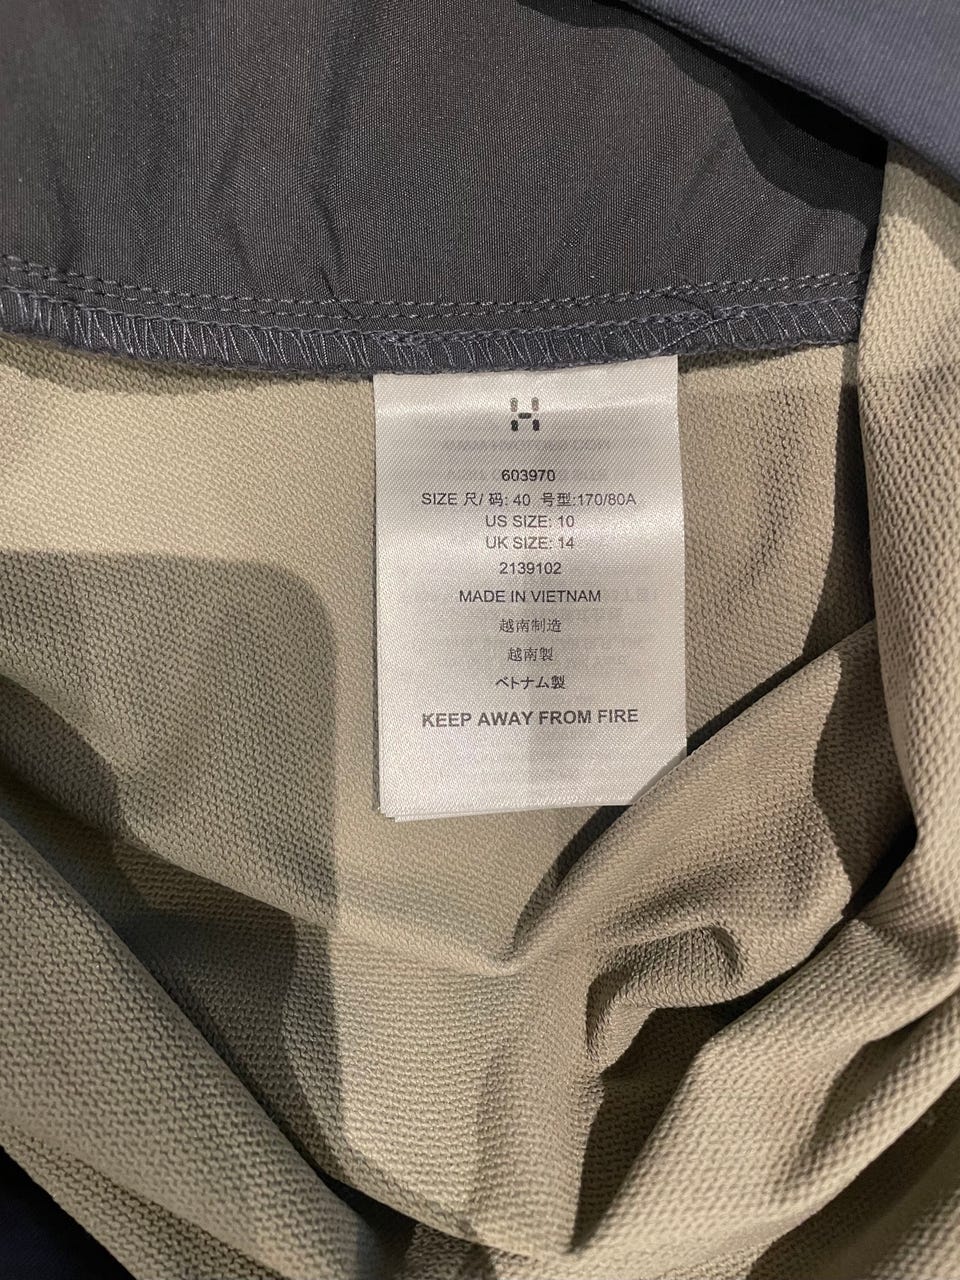 603970
SIZE 尺/ 码: 40 号型:170/80A
US SIZE: 10
UK SIZE: 14
2139102
MADE IN VIETNAM
越南制造
越南製
ベトナム製
KEEP AWAY FROM FIRE